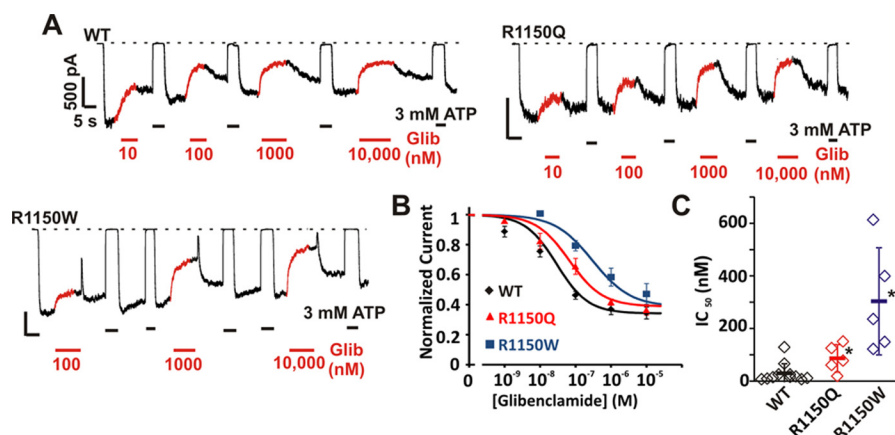 A
WT
500 pA
5 s
3 mM ATP
10 100 1000 10,000 Glib (nM)
R1150Q
3 mM ATP
10 100 1000 10,000 Glib (nM)
R1150W
3 mM ATP
100 1000 10,000 Glib (nM)
B
Normalized Current
1
0.8
0.6
0.4
0.2
0
WT
R1150Q
R1150W
0 10⁻⁹ 10⁻⁸ 10⁻⁷ 10⁻⁶ 10⁻⁵
[Glibenclamide] (M)
C
IC₅₀ (nM)
600
400
200
0
*
*
WT R1150Q R1150W